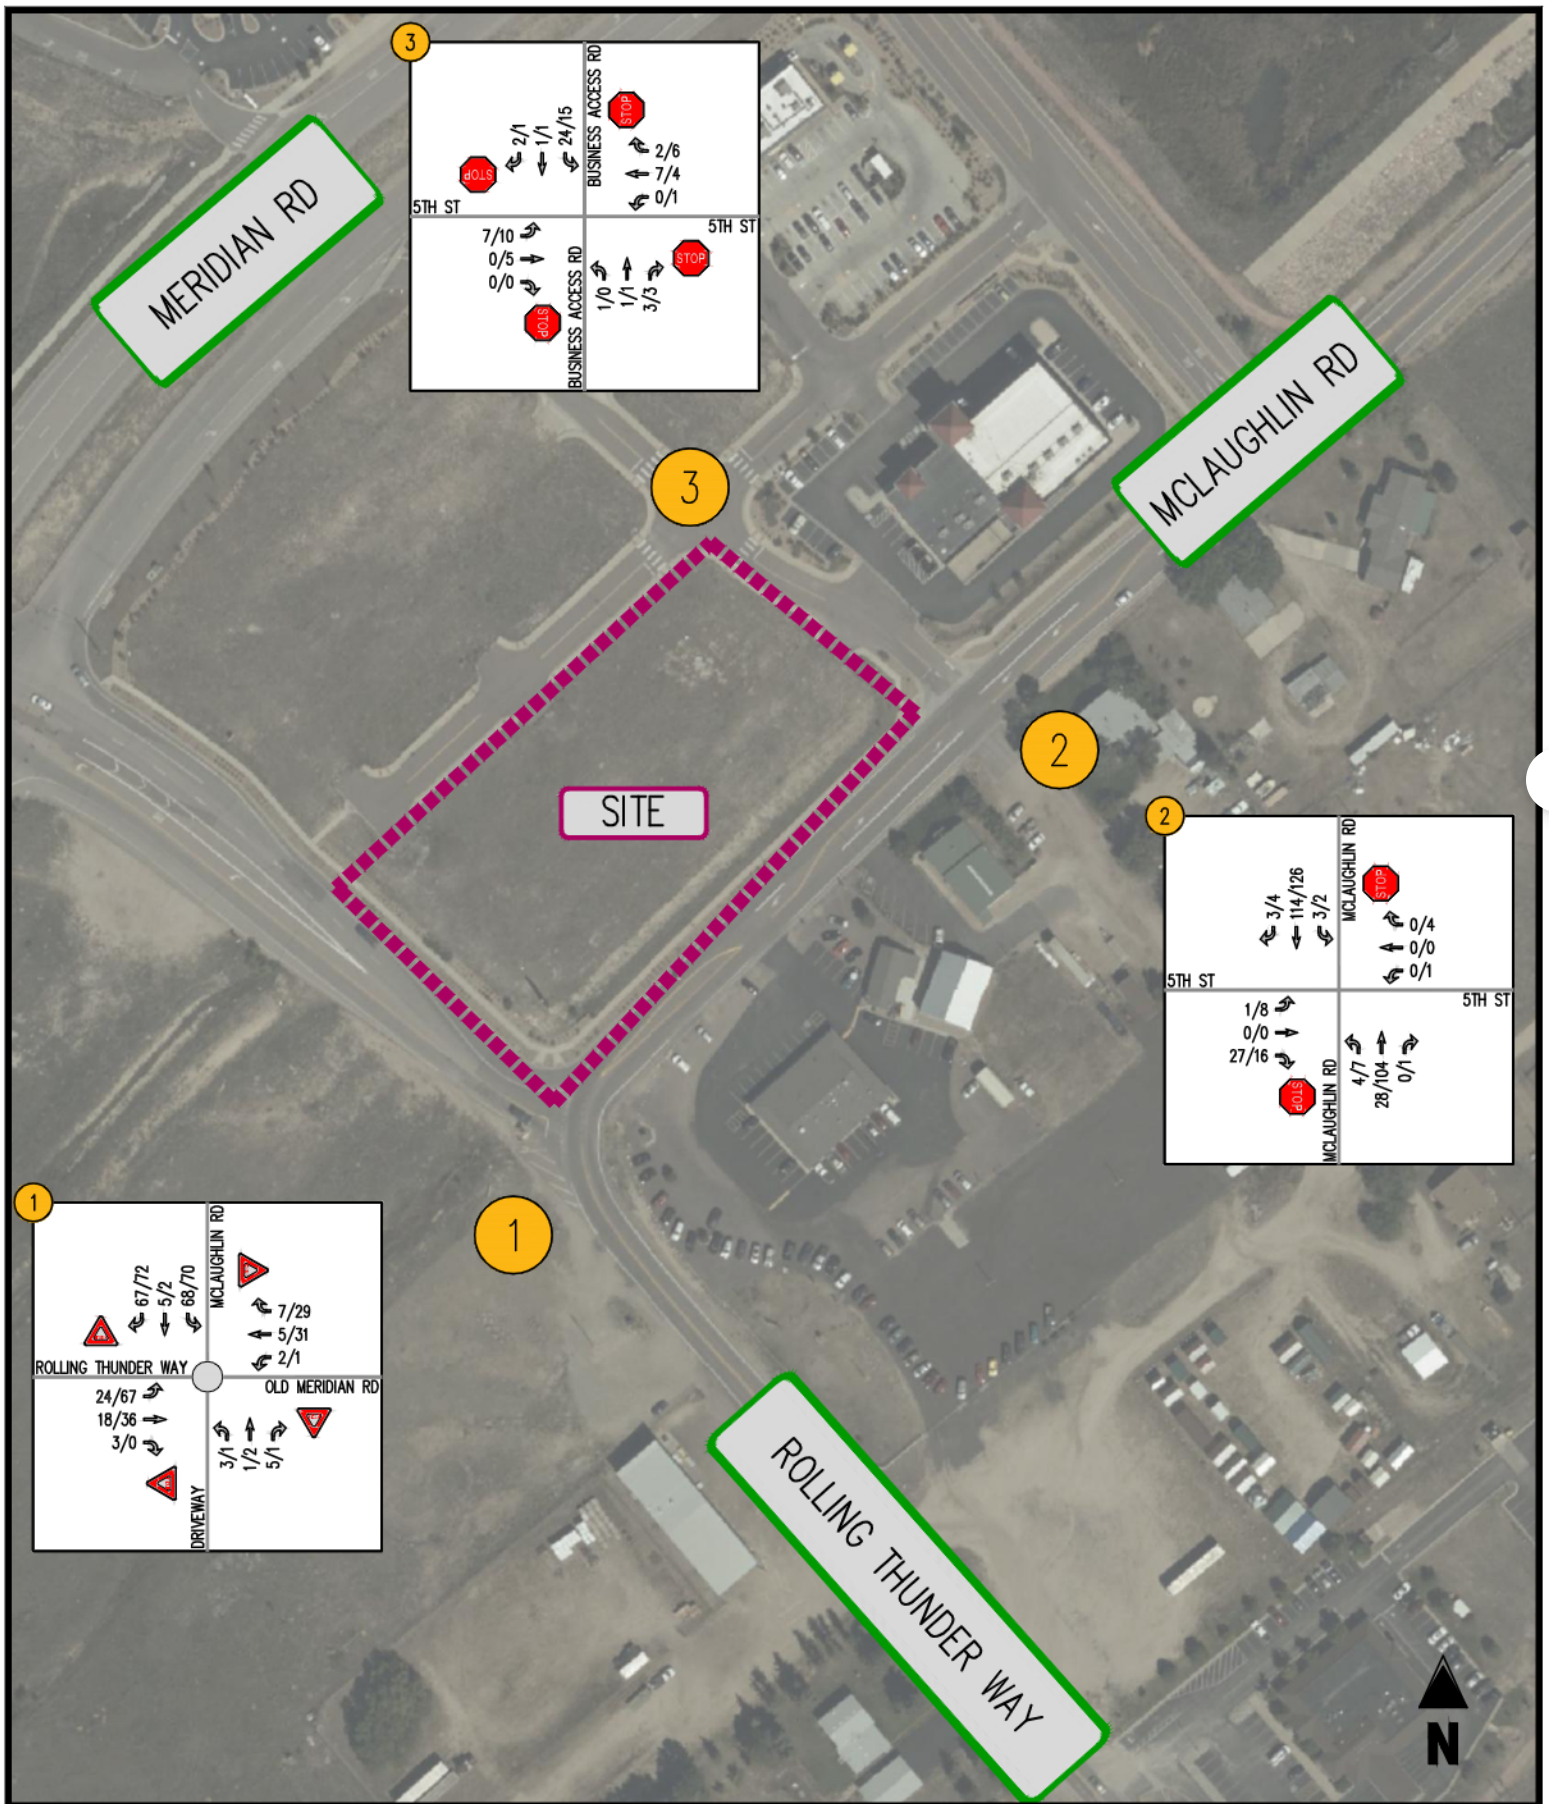 3
BUSINESS ACCESS RD
STOP
2/1
1/1
24/15
2/6
7/4
0/1
STOP
5TH ST
5TH ST
7/10
0/5
0/0
STOP
BUSINESS ACCESS RD
1/0
1/1
3/3
STOP
MERIDIAN RD
MCLAUGHLIN RD
3
2
SITE
2
MCLAUGHLIN RD
STOP
3/4
114/126
3/2
0/4
0/0
0/1
5TH ST
5TH ST
1/8
0/0
27/16
STOP
MCLAUGHLIN RD
4/7
28/104
0/1
1
1
MCLAUGHLIN RD
67/72
5/2
68/70
7/29
5/31
2/1
ROLLING THUNDER WAY
OLD MERIDIAN RD
24/67
18/36
3/0
3/1
1/2
5/1
DRIVEWAY
ROLLING THUNDER WAY
N